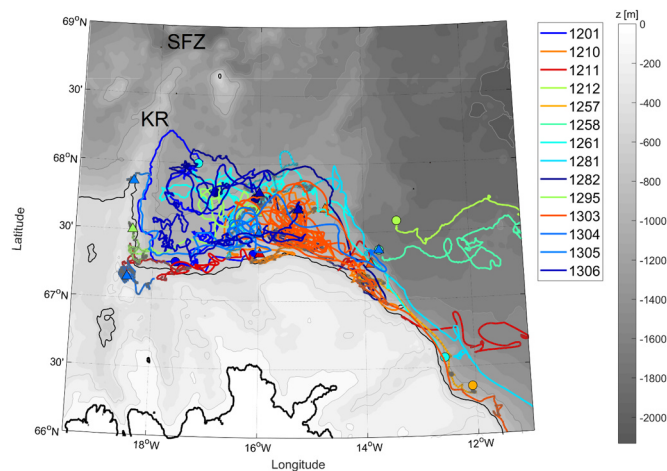 69°N
SFZ
30'
KR
68°N
30'
67°N
30'
66°N
Latitude
18°W
16°W
14°W
12°W
Longitude
0
1201
1210
1211
1212
1257
1258
1261
1281
1282
1295
1303
1304
1305
1306
z [m]
0
-200
-400
-600
-800
-1000
-1200
-1400
-1600
-1800
-2000